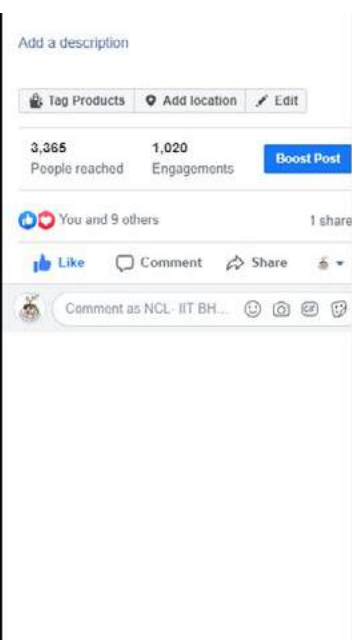 Add a description
Tag Products Add location Edit
3,365 1,020
People reached Engagements Boost Post
You and 9 others 1 share
Like Comment Share
Comment as NCL- IIT BH... GIF